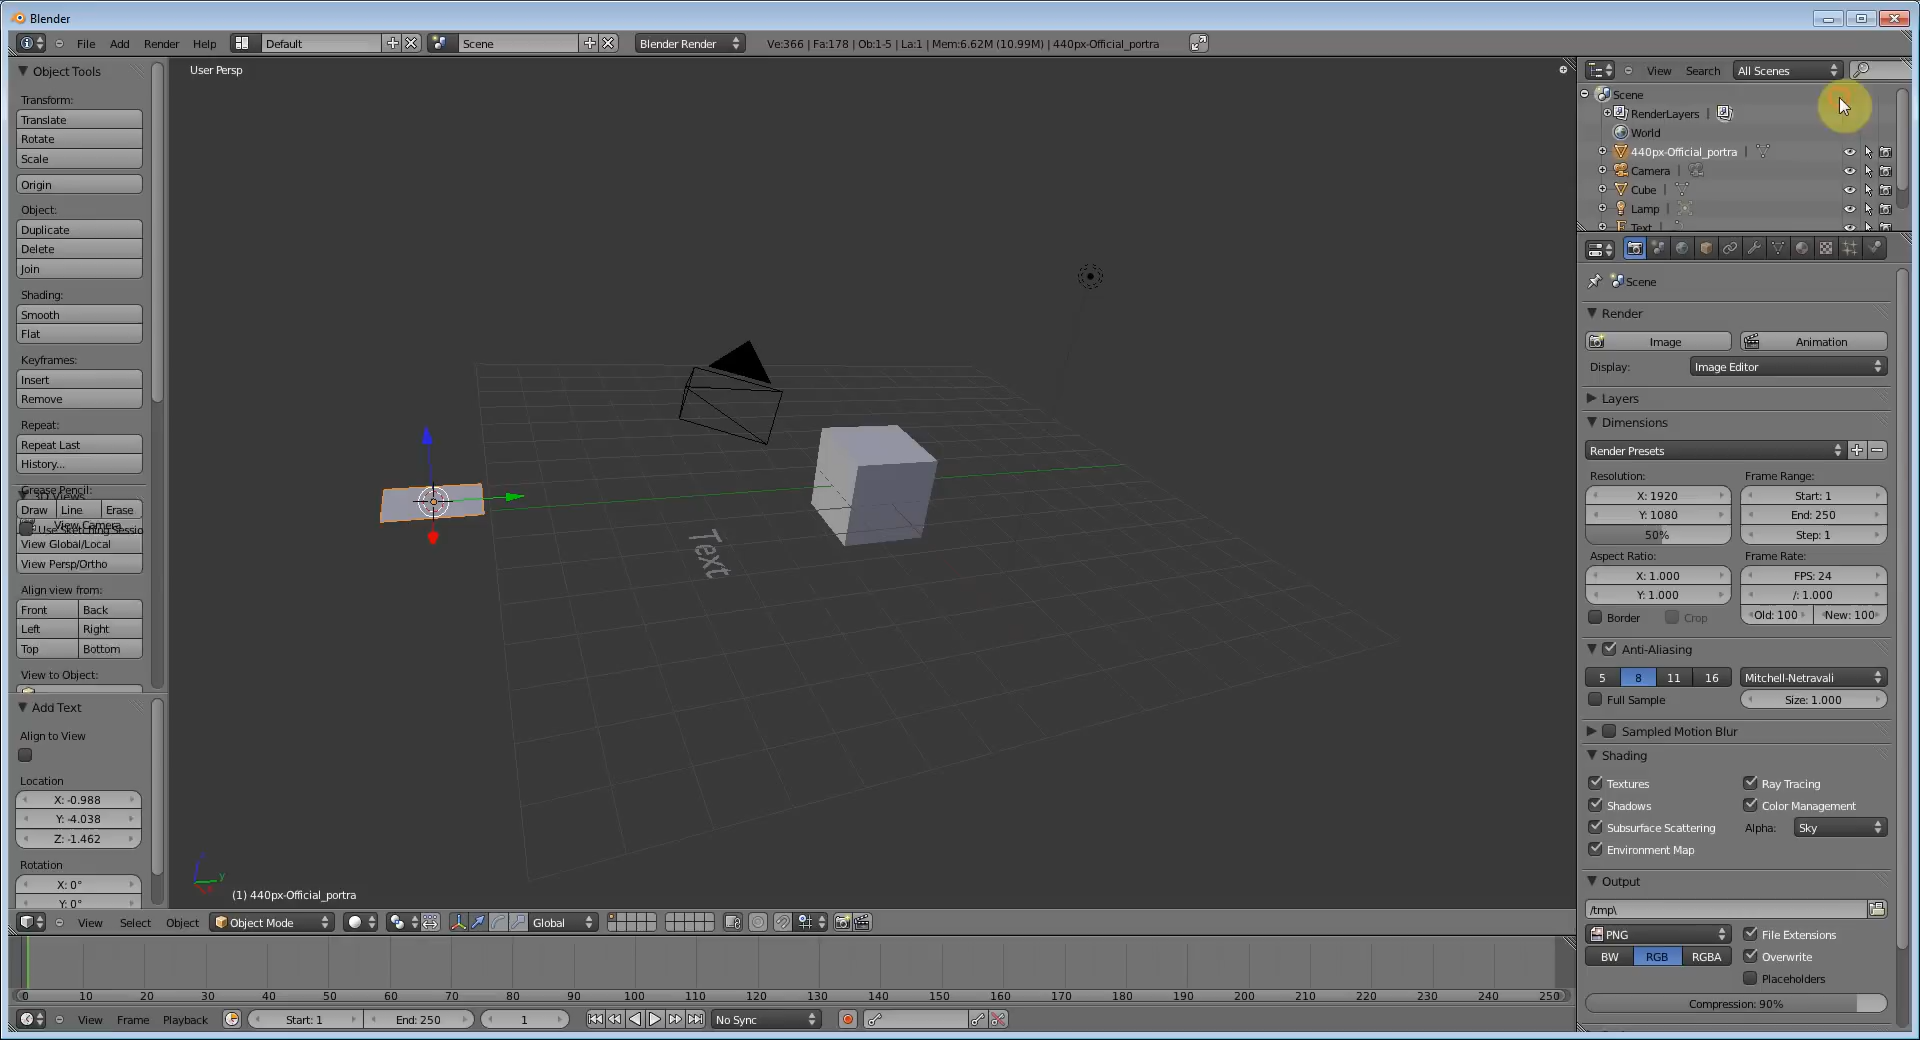 Blender
File Add Render Help Default Scene Blender Render Ve:366 | Fa:178 | Ob:1-5 | La:1 | Mem:6.62M (10.99M) | 440px-Official_portra
Object Tools
Transform:
Translate
Rotate
Scale
Origin
Object:
Duplicate
Delete
Join
Shading:
Smooth
Flat
Keyframes:
Insert
Remove
Repeat:
Repeat Last
History...
Grease Pencil:
Draw Line Erase
View Camera
Use Sketching Sessio
View Global/Local
View Persp/Ortho
Align view from:
Front Back
Left Right
Top Bottom
View to Object:
Add Text
Align to View
Location
X: -0.988
Y: -4.038
Z: -1.462
Rotation
X: 0°
Y: 0°
User Persp
Text
y
(1) 440px-Official_portra
View Select Object Object Mode Global
0 10 20 30 40 50 60 70 80 90 100 110 120 130 140 150 160 170 180 190 200 210 220 230 240 250
View Frame Playback Start: 1 End: 250 1 No Sync
View Search All Scenes
Scene
RenderLayers |
World
440px-Official_portra |
Camera |
Cube |
Lamp |
Text
Scene
Render
Image Animation
Display: Image Editor
Layers
Dimensions
Render Presets
Resolution: Frame Range:
X: 1920 Start: 1
Y: 1080 End: 250
50% Step: 1
Aspect Ratio: Frame Rate:
X: 1.000 FPS: 24
Y: 1.000 /: 1.000
Border Crop Old: 100 New: 100
Anti-Aliasing
5 8 11 16 Mitchell-Netravali
Full Sample Size: 1.000
Sampled Motion Blur
Shading
Textures Ray Tracing
Shadows Color Management
Subsurface Scattering Alpha: Sky
Environment Map
Output
/tmp\
PNG File Extensions
BW RGB RGBA Overwrite
Placeholders
Compression: 90%